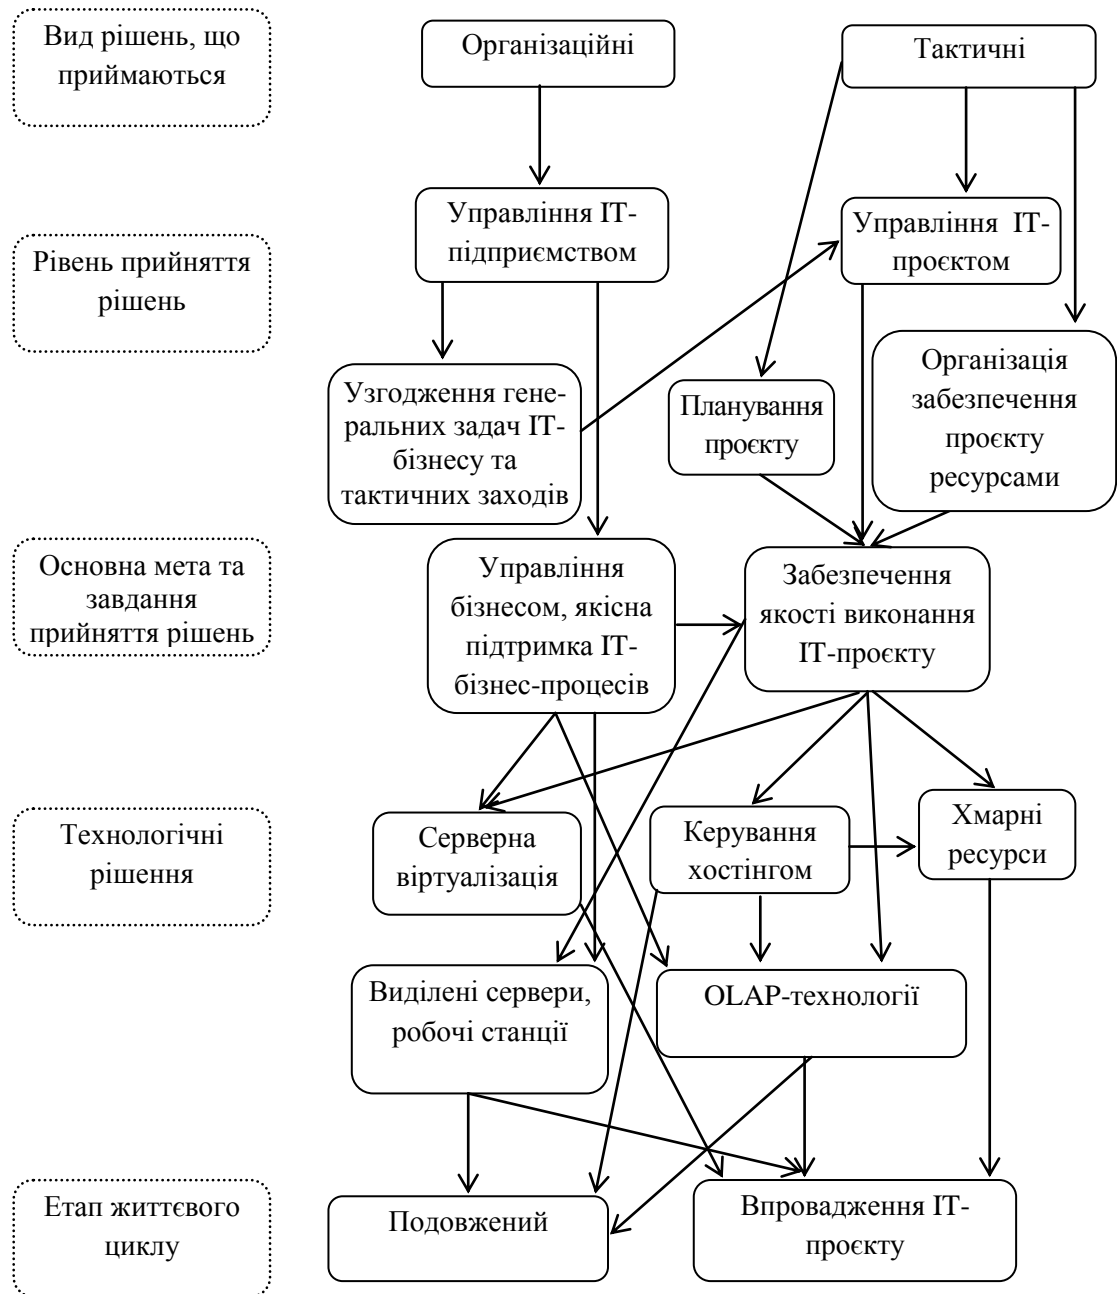 Вид рішень, що
приймаються
Організаційні
Тактичні
Управління ІТ-
підприємством
Управління ІТ-
проєктом
Рівень прийняття
рішень
Узгодження гене-
ральних задач ІТ-
бізнесу та
тактичних заходів
Планування
проєкту
Організація
забезпечення
проєкту
ресурсами
Основна мета та
завдання
прийняття рішень
Управління
бізнесом, якісна
підтримка ІТ-
бізнес-процесів
Забезпечення
якості виконання
ІТ-проєкту
Технологічні
рішення
Серверна
віртуалізація
Керування
хостінгом
Хмарні
ресурси
Виділені сервери,
робочі станції
OLAP-технології
Етап життєвого
циклу
Подовжений
Впровадження ІТ-
проєкту